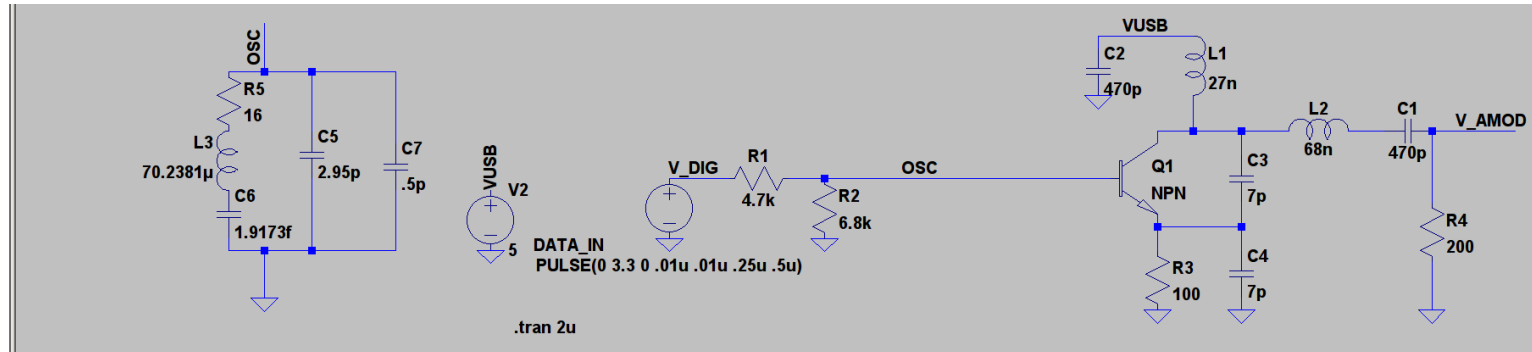 OSC
R5
16
L3
70.2381µ
C6
1.9173f
C5
2.95p
C7
.5p
VUSB
V2
5
V_DIG
DATA_IN
PULSE(0 3.3 0 .01u .01u .25u .5u)
.tran 2u
R1
4.7k
R2
6.8k
OSC
VUSB
C2
470p
L1
27n
Q1
NPN
R3
100
C3
7p
C4
7p
L2
68n
C1
470p
V_AMOD
R4
200